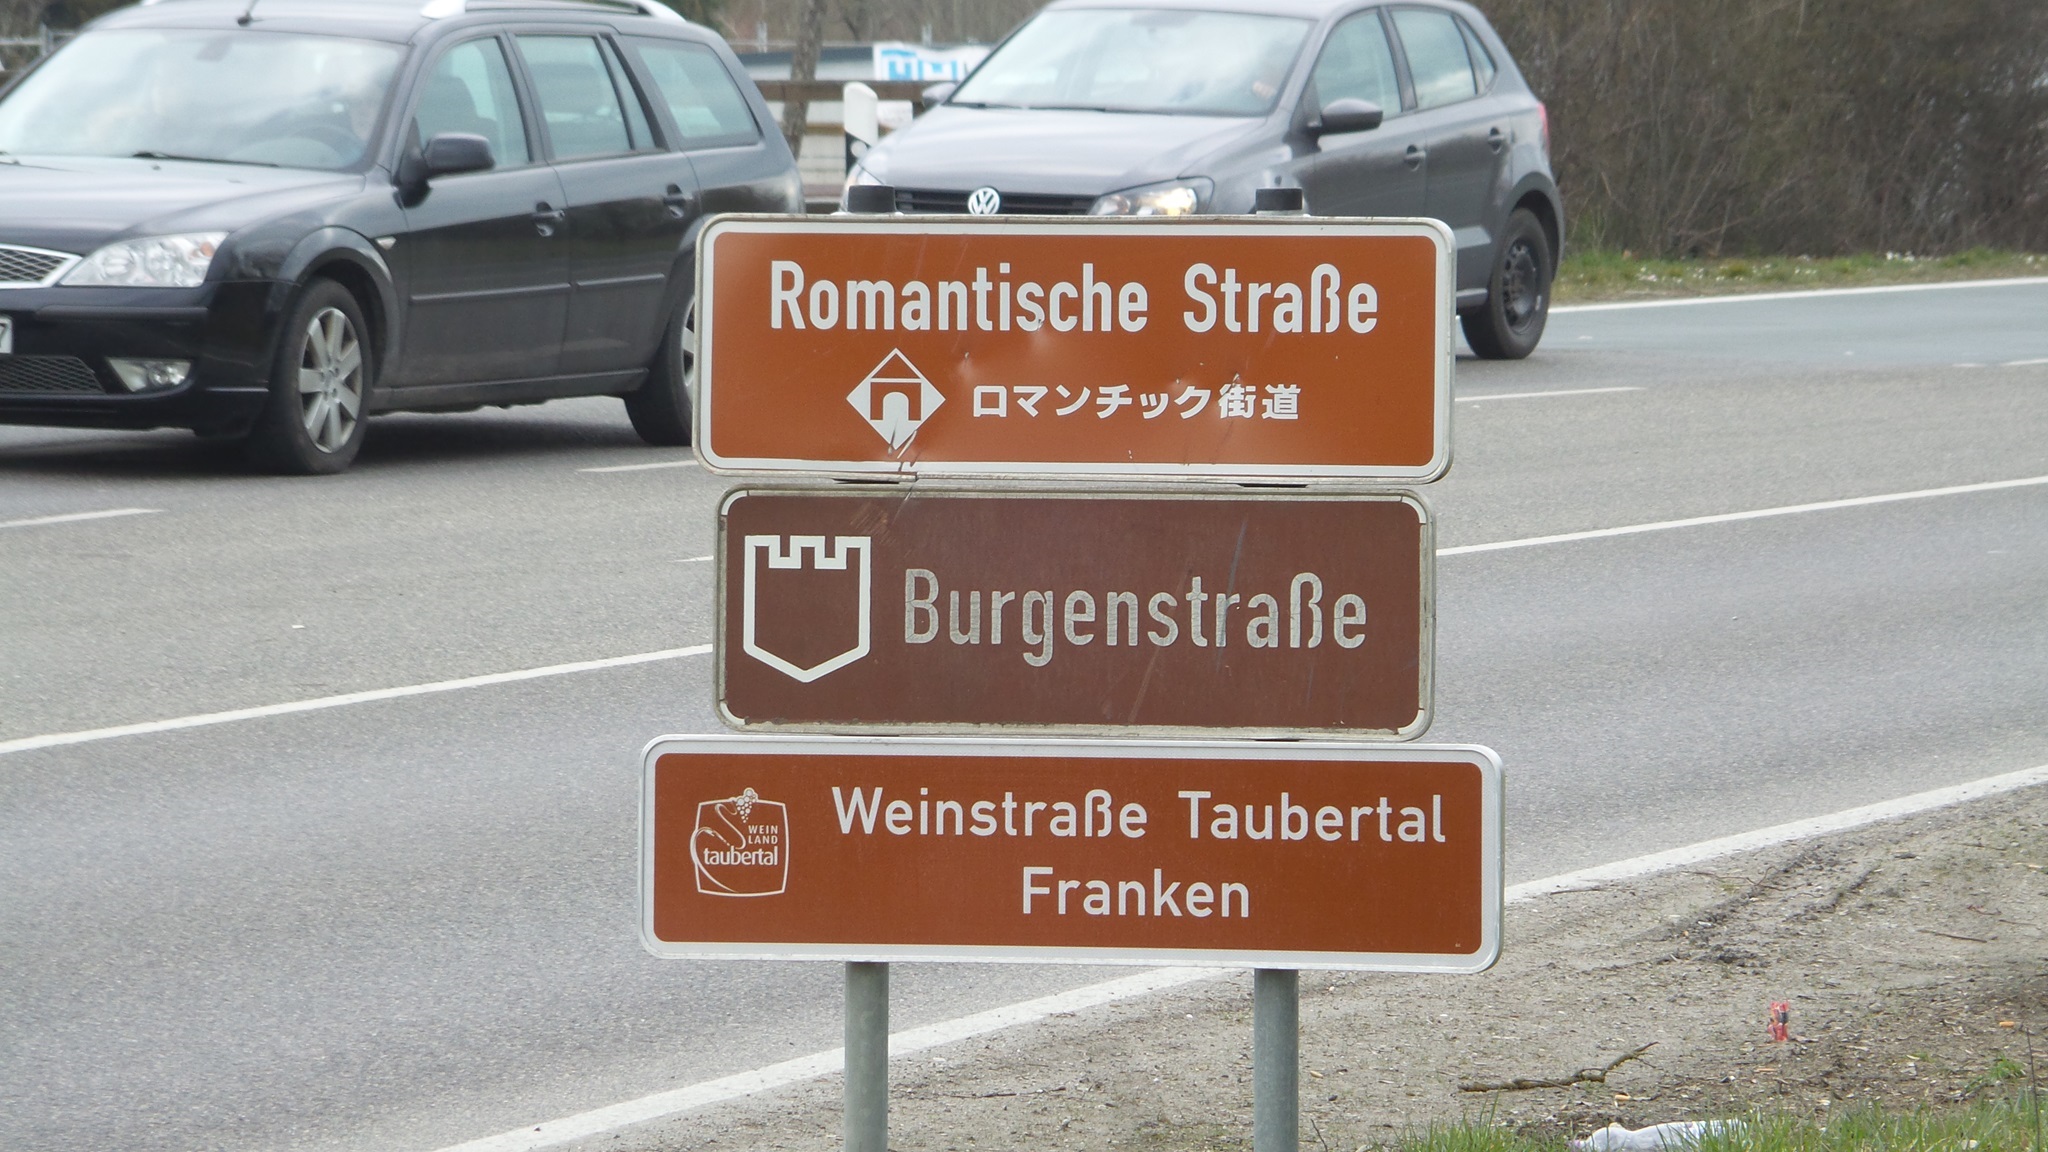 Romantische Straße
ロマンチック街道
Burgenstraße
WEIN
LAND
taubertal
Weinstraße Taubertal
Franken